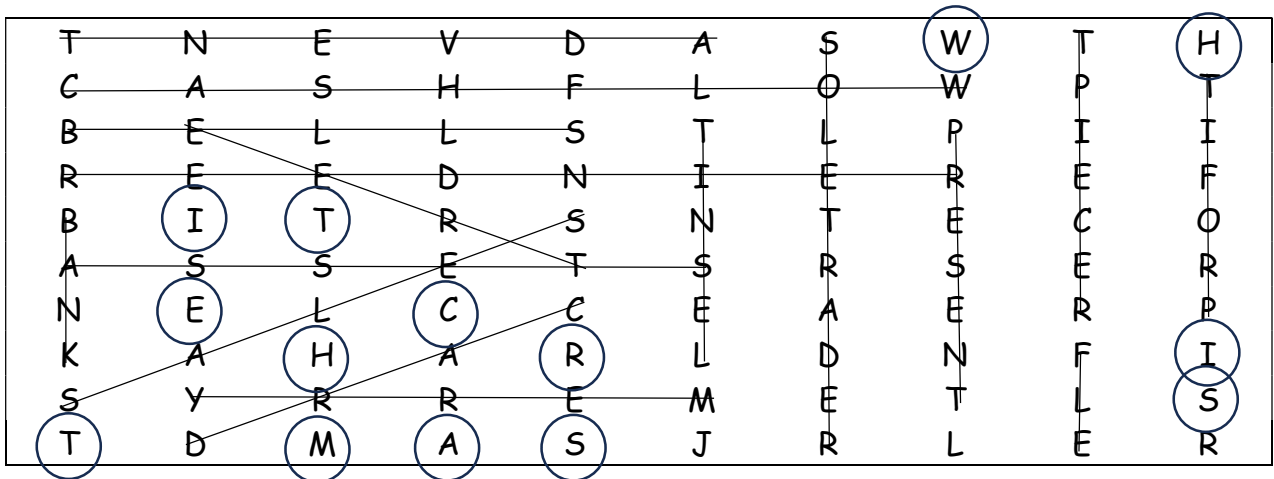 T N E V D A S W T H
C A S H F L O W P T
B E L L S T L P I I
R E E D N I E R E F
B I T R S N T E C O
A S S E T S R S E R
N E L C C E A E R P
K A H A R L D N F I
S Y R R E M E T L S
T D M A S J R L E R